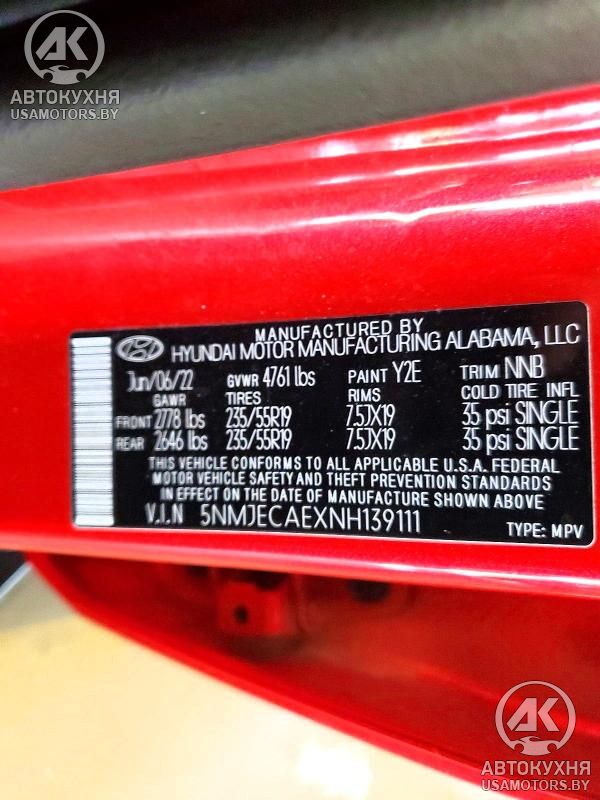 АК
АВТОКУХНЯ
USAMOTORS.BY
MANUFACTURED BY
HYUNDAI MOTOR MANUFACTURING ALABAMA, LLC
Jun/06/22 GVWR 4761 lbs PAINT Y2E TRIM NNB
GAWR TIRES RIMS COLD TIRE INFL
FRONT 2778 lbs 235/55R19 7.5JX19 35 psi SINGLE
REAR 2646 lbs 235/55R19 7.5JX19 35 psi SINGLE
THIS VEHICLE CONFORMS TO ALL APPLICABLE U.S.A. FEDERAL
MOTOR VEHICLE SAFETY AND THEFT PREVENTION STANDARDS
IN EFFECT ON THE DATE OF MANUFACTURE SHOWN ABOVE
V.I.N 5NMJECAEXNH139111 TYPE: MPV
АК
АВТОКУХНЯ
USAMOTORS.BY